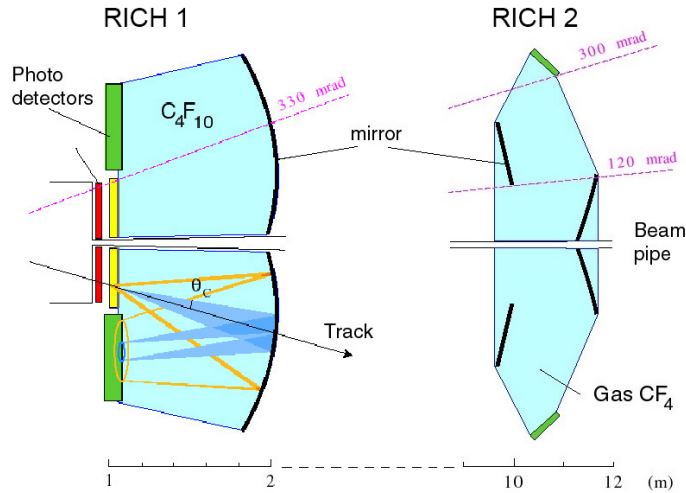 RICH 1
RICH 2
Photo
detectors
C₄F₁₀
330 mrad
300 mrad
mirror
120 mrad
Beam
pipe
θ_C
Track
Gas CF₄
1
2
10
12
(m)